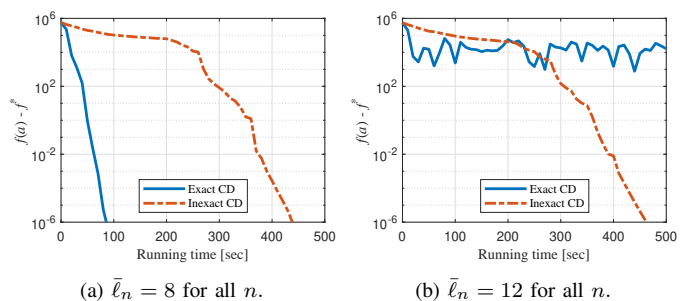 10^6
10^2
10^-2
10^-6
f(a) - f*
Exact CD
Inexact CD
0 100 200 300 400 500
Running time [sec]
(a) ℓ̄_n = 8 for all n.
10^6
10^2
10^-2
10^-6
f(a) - f*
Exact CD
Inexact CD
0 100 200 300 400 500
Running time [sec]
(b) ℓ̄_n = 12 for all n.